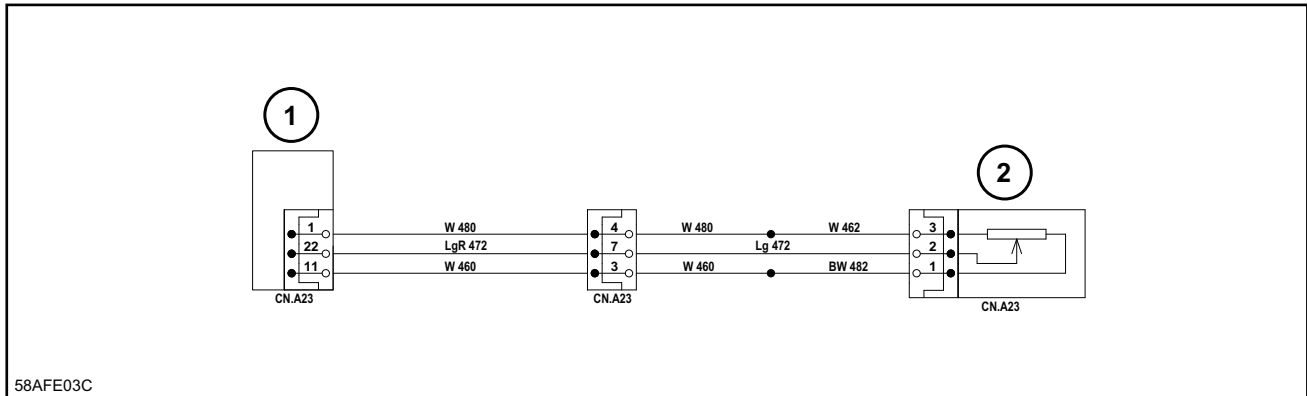 1
2
1 W 480 4 W 480 W 462 3
22 LgR 472 7 Lg 472 2
11 W 460 3 W 460 BW 482 1
CN.A23 CN.A23 CN.A23
58AFE03C